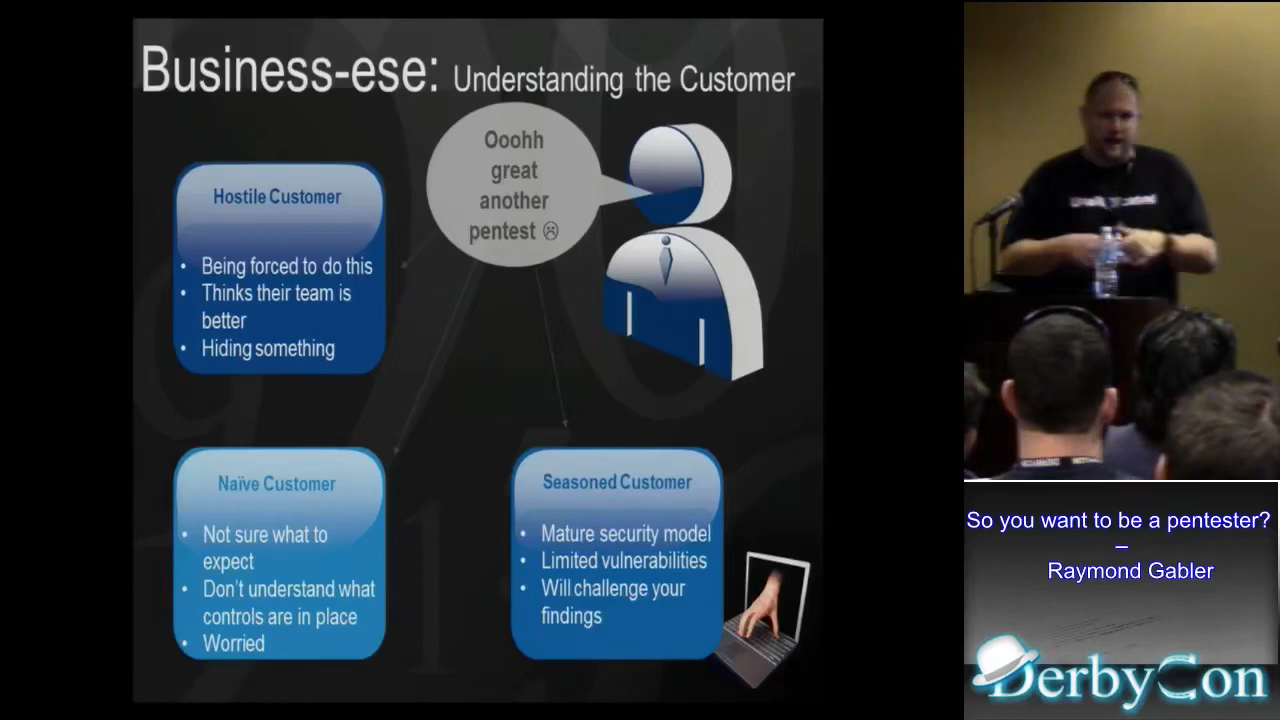 Business-ese: Understanding the Customer
Ooohh
great
another
pentest ☹
Hostile Customer
• Being forced to do this
• Thinks their team is
better
• Hiding something
Naïve Customer
• Not sure what to
expect
• Don't understand what
controls are in place
• Worried
Seasoned Customer
• Mature security model
• Limited vulnerabilities
• Will challenge your
findings
So you want to be a pentester?
–
Raymond Gabler
DerbyCon